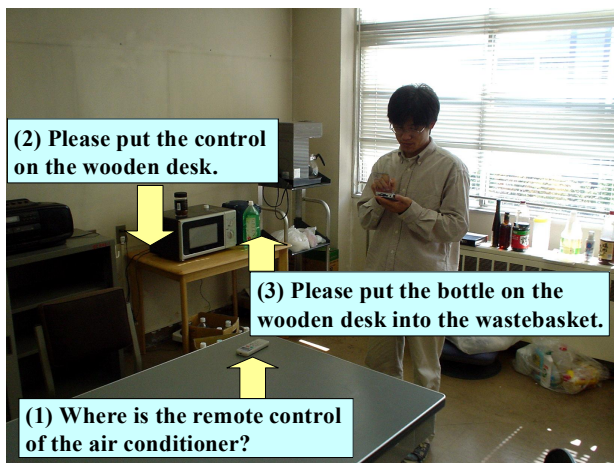 (2) Please put the control
on the wooden desk.
(3) Please put the bottle on the
wooden desk into the wastebasket.
(1) Where is the remote control
of the air conditioner?